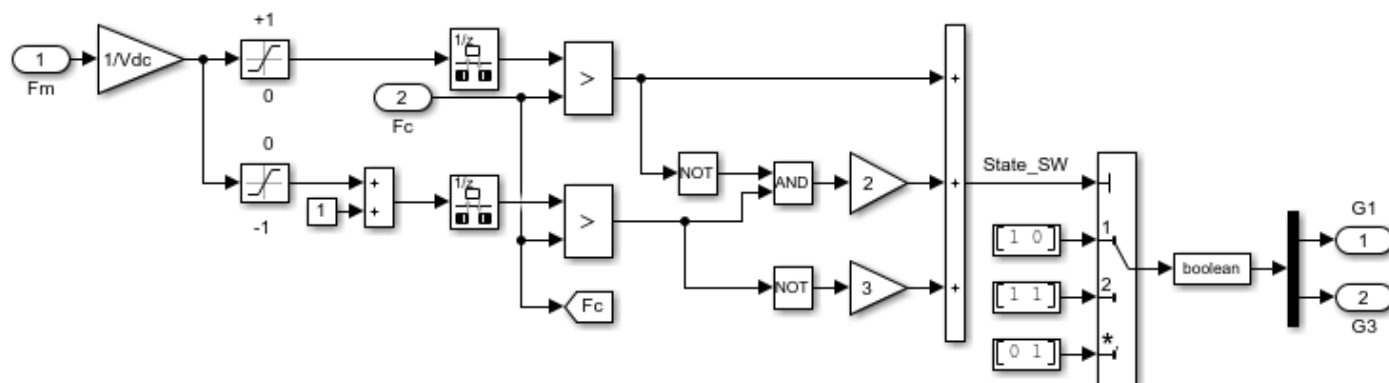 +1
1
Fm
1/Vdc
0
1/z
>
2
Fc
0
1
+
+
-1
1/z
>
NOT
AND
2
NOT
3
Fc
+
+
+
State_SW
[1 0]
[1 1]
[0 1]
1
2
*,
boolean
G1
1
2
G3